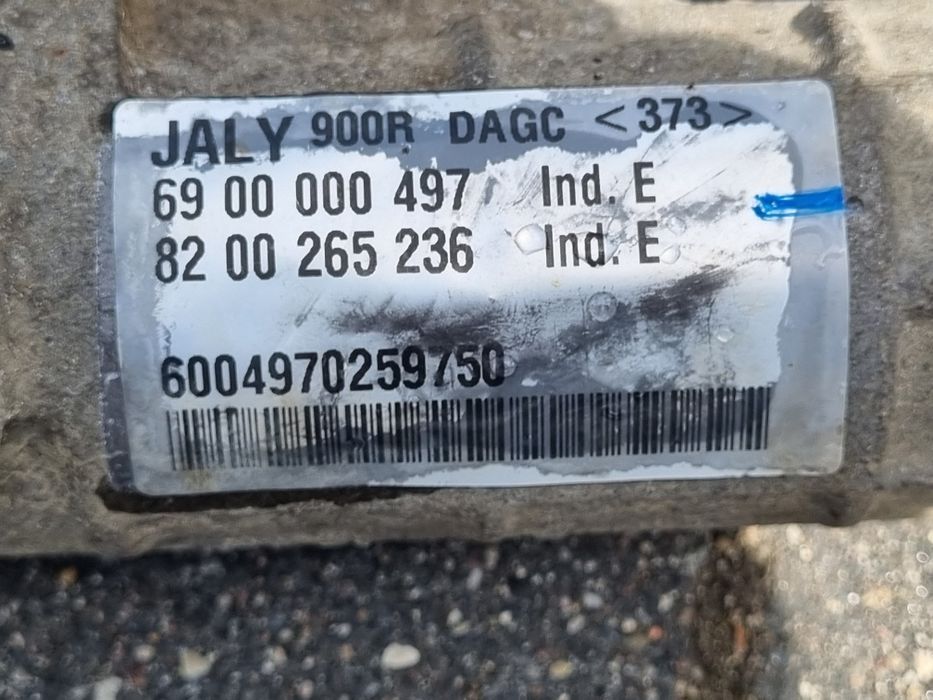 JALY 900R DAGC <373>
69 00 000 497 Ind. E
82 00 265 236 Ind. E
6004970259750